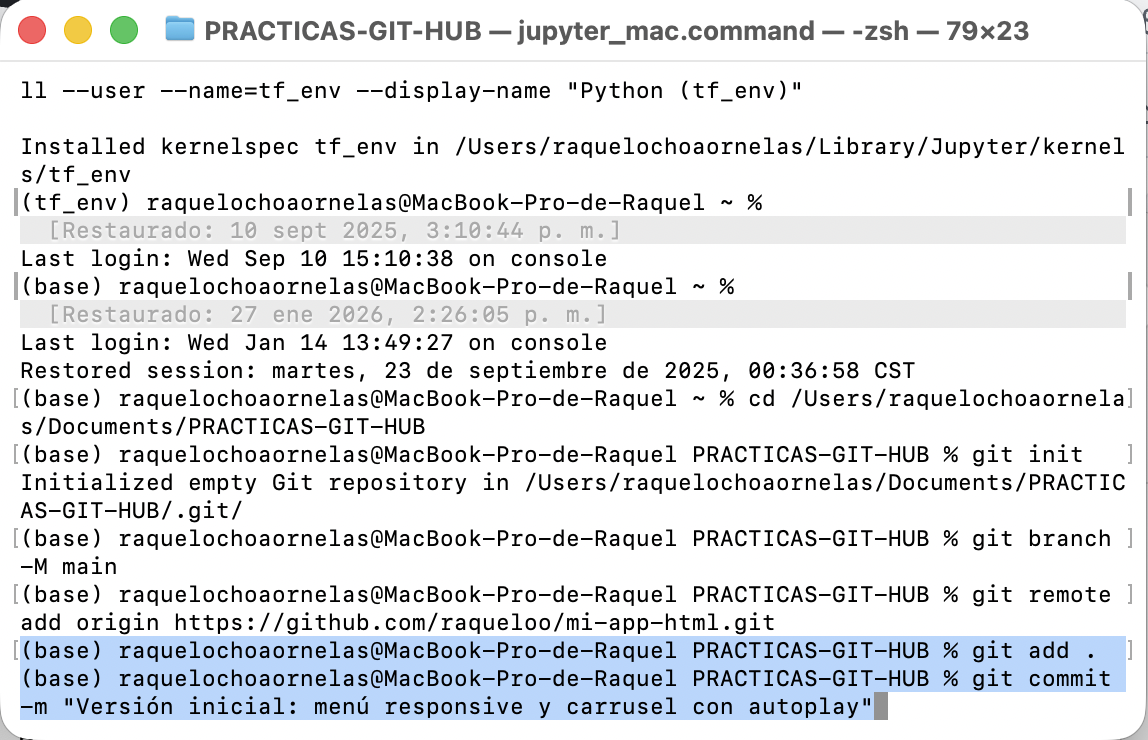 PRACTICAS-GIT-HUB — jupyter_mac.command — -zsh — 79×23
ll --user --name=tf_env --display-name "Python (tf_env)"
Installed kernelspec tf_env in /Users/raquelochoaornelas/Library/Jupyter/kernel
s/tf_env
(tf_env) raquelochoaornelas@MacBook-Pro-de-Raquel ~ %
[Restaurado: 10 sept 2025, 3:10:44 p. m.]
Last login: Wed Sep 10 15:10:38 on console
(base) raquelochoaornelas@MacBook-Pro-de-Raquel ~ %
[Restaurado: 27 ene 2026, 2:26:05 p. m.]
Last login: Wed Jan 14 13:49:27 on console
Restored session: martes, 23 de septiembre de 2025, 00:36:58 CST
[(base) raquelochoaornelas@MacBook-Pro-de-Raquel ~ % cd /Users/raquelochoaornela]
s/Documents/PRACTICAS-GIT-HUB
[(base) raquelochoaornelas@MacBook-Pro-de-Raquel PRACTICAS-GIT-HUB % git init ]
Initialized empty Git repository in /Users/raquelochoaornelas/Documents/PRACTIC
AS-GIT-HUB/.git/
[(base) raquelochoaornelas@MacBook-Pro-de-Raquel PRACTICAS-GIT-HUB % git branch ]
-M main
[(base) raquelochoaornelas@MacBook-Pro-de-Raquel PRACTICAS-GIT-HUB % git remote ]
add origin https://github.com/raqueloo/mi-app-html.git
[(base) raquelochoaornelas@MacBook-Pro-de-Raquel PRACTICAS-GIT-HUB % git add . ]
(base) raquelochoaornelas@MacBook-Pro-de-Raquel PRACTICAS-GIT-HUB % git commit
-m "Versión inicial: menú responsive y carrusel con autoplay"